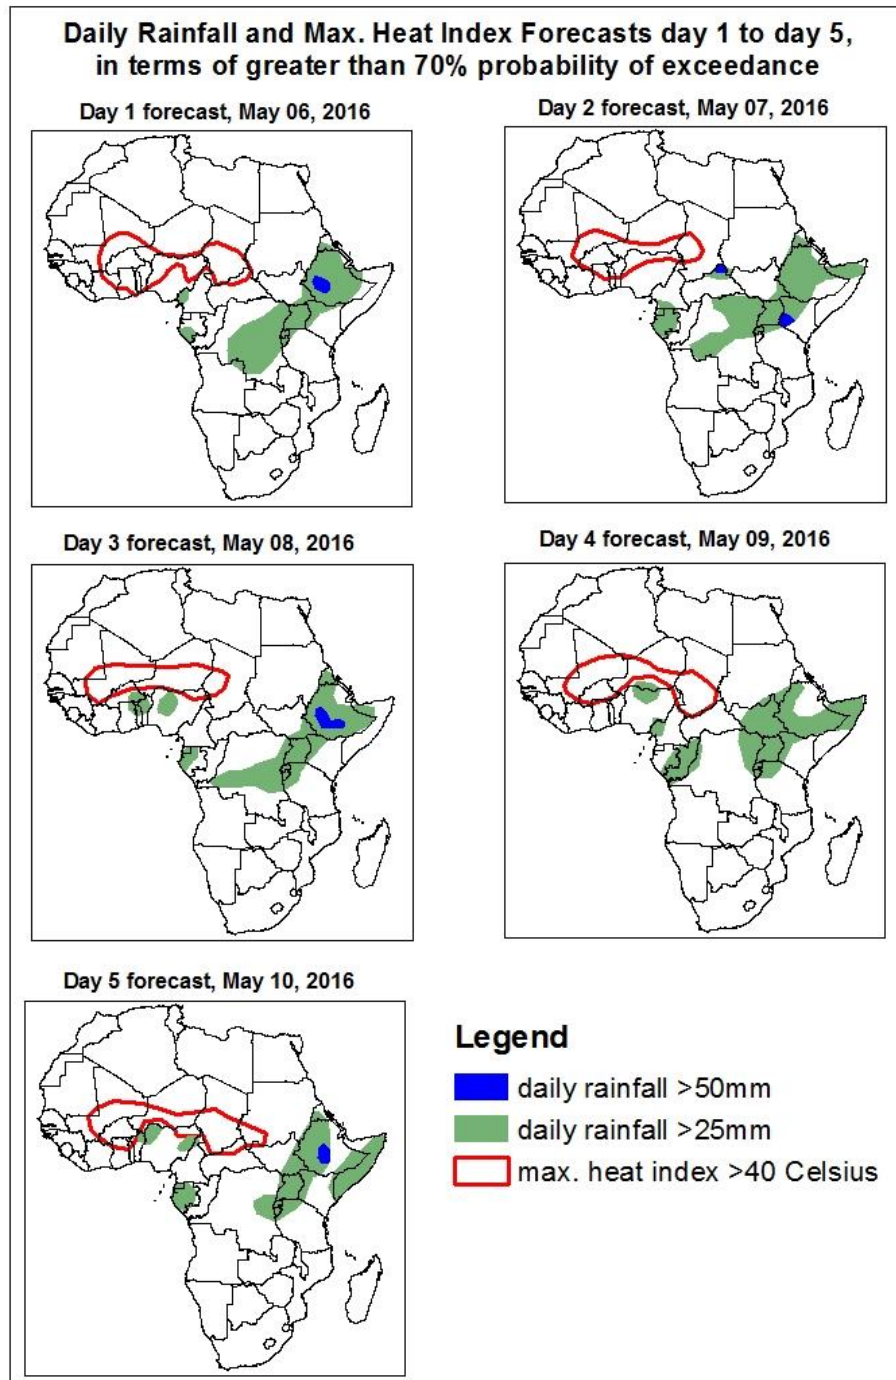 Daily Rainfall and Max. Heat Index Forecasts day 1 to day 5,
in terms of greater than 70% probability of exceedance
Day 1 forecast, May 06, 2016
Day 2 forecast, May 07, 2016
Day 3 forecast, May 08, 2016
Day 4 forecast, May 09, 2016
Day 5 forecast, May 10, 2016
Legend
daily rainfall >50mm
daily rainfall >25mm
max. heat index >40 Celsius